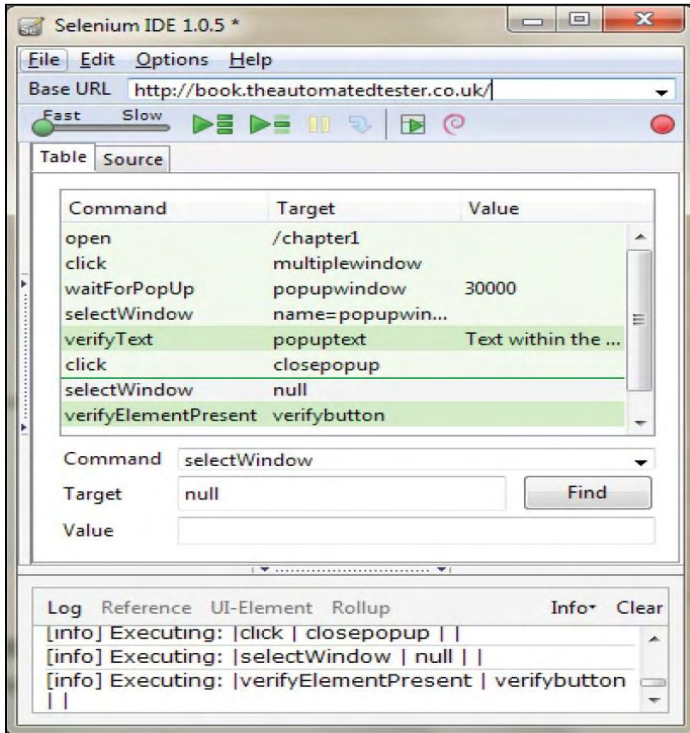 Selenium IDE 1.0.5 *
File Edit Options Help
Base URL http://book.theautomatedtester.co.uk/
Fast Slow
Table Source
Command Target Value
open /chapter1
click multiplewindow
waitForPopUp popupwindow 30000
selectWindow name=popupwin...
verifyText popuptext Text within the ...
click closepopup
selectWindow null
verifyElementPresent verifybutton
Command selectWindow
Target null Find
Value
Log Reference UI-Element Rollup Info Clear
[info] Executing: |click | closepopup | |
[info] Executing: |selectWindow | null | |
[info] Executing: |verifyElementPresent | verifybutton
| |